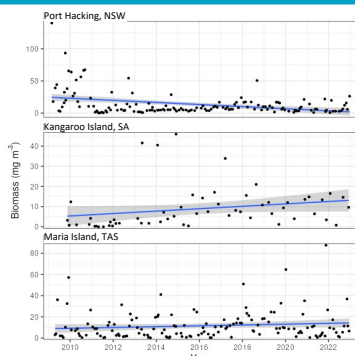 Port Hacking, NSW
100
50
0
Kangaroo Island, SA
Biomass (mg m⁻³)
40
30
20
10
0
Maria Island, TAS
80
60
40
20
0
2010 2012 2014 2016 2018 2020 2022